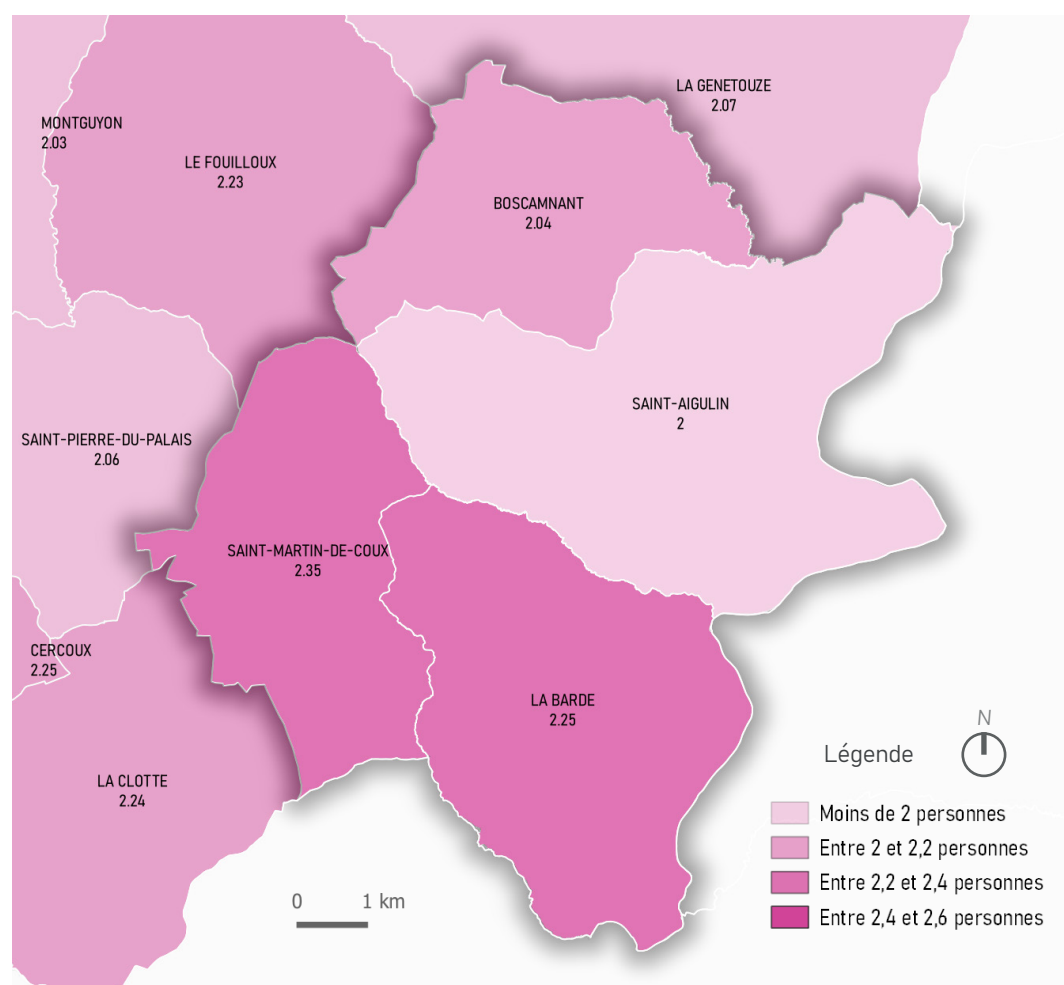 LA GENETOUZE
2.07
MONTGUYON
2.03
LE FOUILLOUX
2.23
BOSCAMNANT
2.04
SAINT-AIGULIN
2
SAINT-PIERRE-DU-PALAIS
2.06
SAINT-MARTIN-DE-COUX
2.35
CERCOUX
2.25
LA BARDE
2.25
LA CLOTTE
2.24
N
Légende
Moins de 2 personnes
Entre 2 et 2,2 personnes
Entre 2,2 et 2,4 personnes
Entre 2,4 et 2,6 personnes
0 1 km